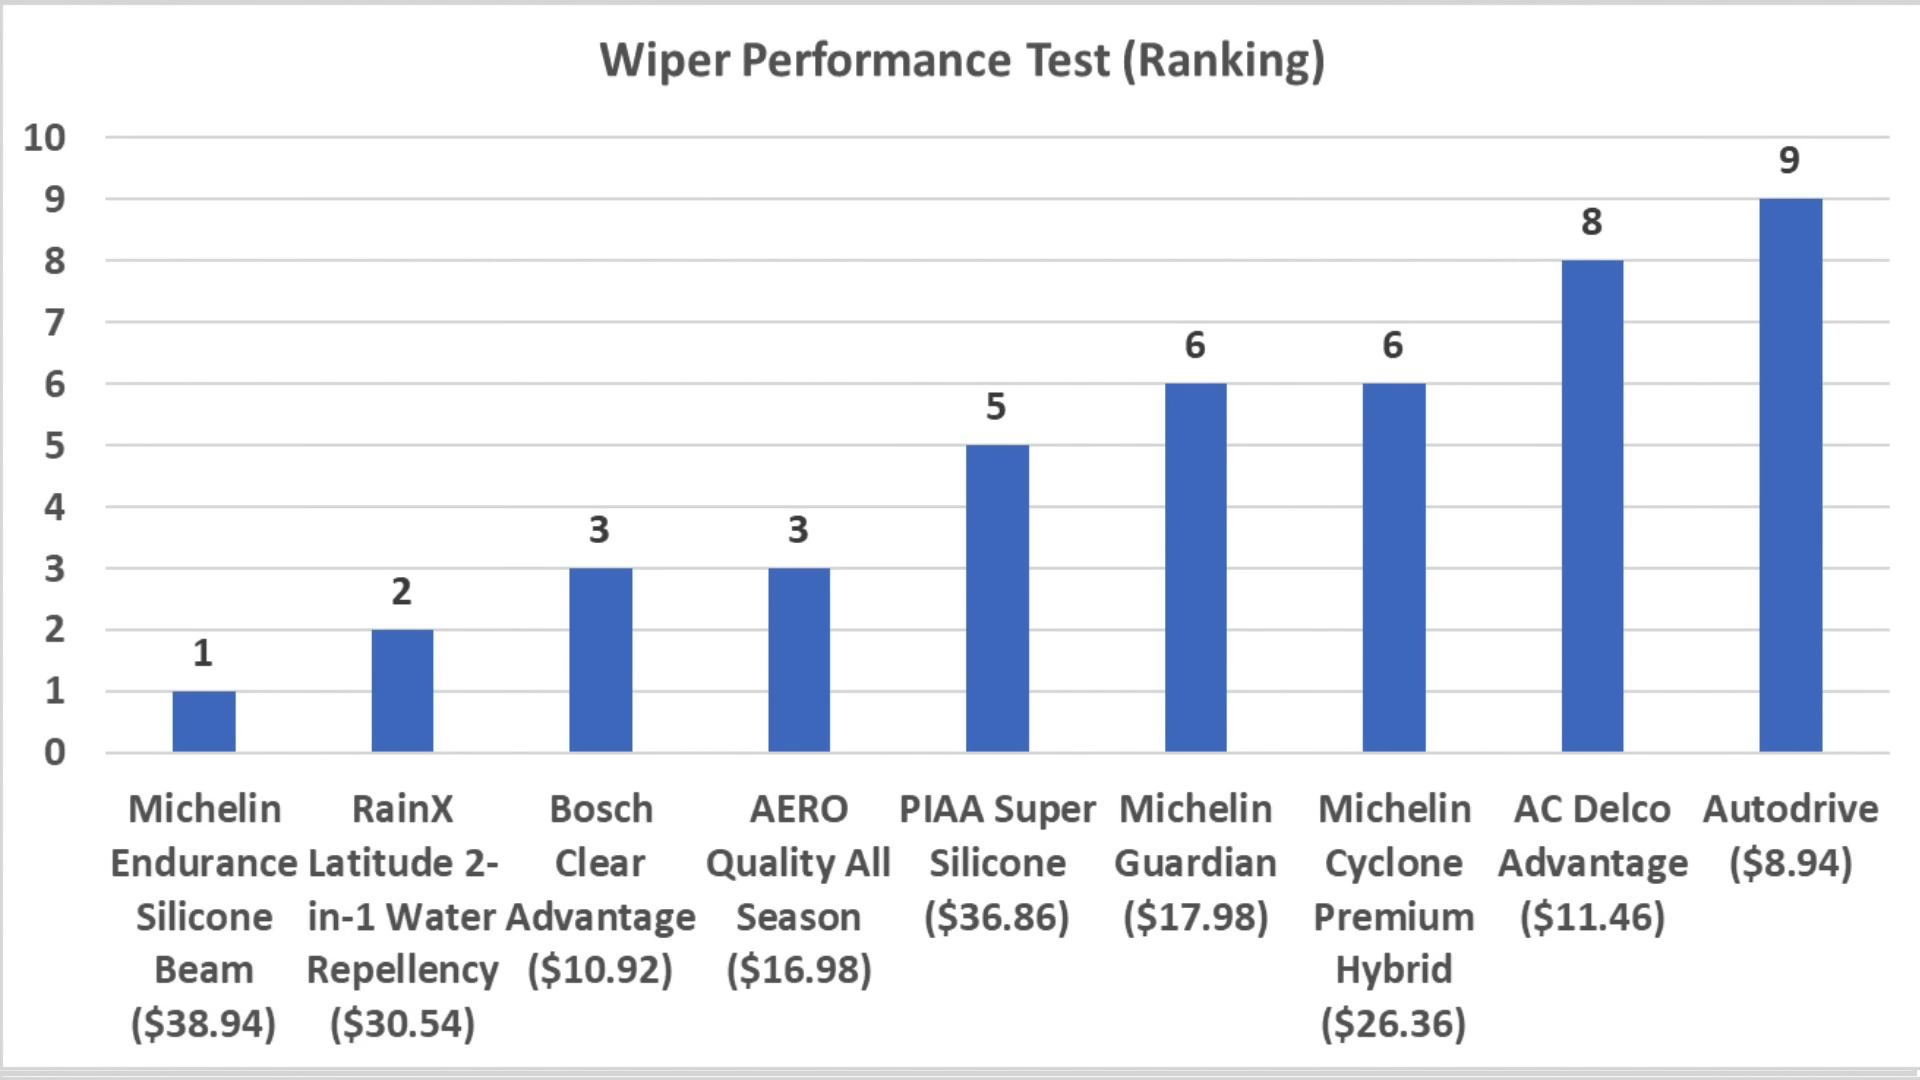 Wiper Performance Test (Ranking)
10
9
8
7
6
5
4
3
2
1
0
1
2
3
3
5
6
6
8
9
Michelin
Endurance
Silicone
Beam
($38.94)
RainX
Latitude 2-
in-1 Water
Repellency
($30.54)
Bosch
Clear
Advantage
($10.92)
AERO
Quality All
Season
($16.98)
PIAA Super
Silicone
($36.86)
Michelin
Guardian
($17.98)
Michelin
Cyclone
Premium
Hybrid
($26.36)
AC Delco
Advantage
($11.46)
Autodrive
($8.94)